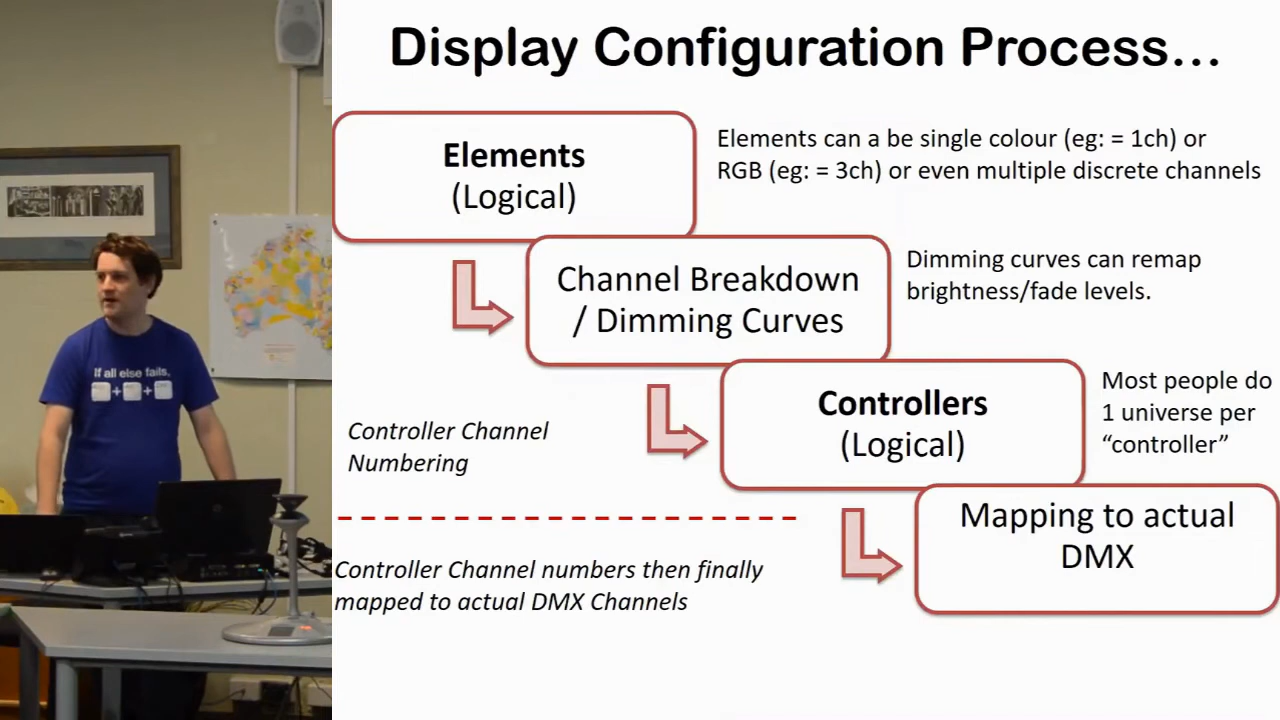 Display Configuration Process...
Elements
(Logical)
Elements can a be single colour (eg: = 1ch) or
RGB (eg: = 3ch) or even multiple discrete channels
Channel Breakdown
/ Dimming Curves
Dimming curves can remap
brightness/fade levels.
Controllers
(Logical)
Most people do
1 universe per
“controller”
Controller Channel
Numbering
Mapping to actual
DMX
Controller Channel numbers then finally
mapped to actual DMX Channels
If all else fails,
+ +